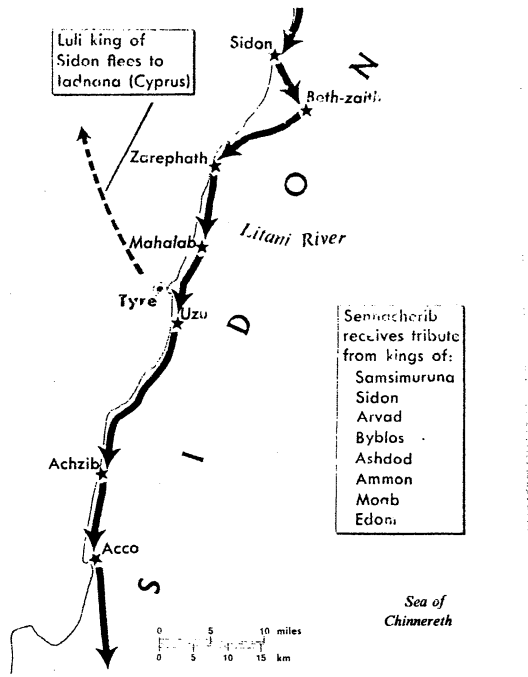 Luli king of
Sidon flees to
Iadnana (Cyprus)
Sidon
Beth-zaith
Zarephath
Mahalab
Litani River
Tyre
Uzu
Achzib
Acco
SIDON
Sennacherib
receives tribute
from kings of:
Samsimuruna
Sidon
Arvad
Byblos
Ashdod
Ammon
Moab
Edom
Sea of
Chinnereth
0 5 10 miles
0 5 10 15 km